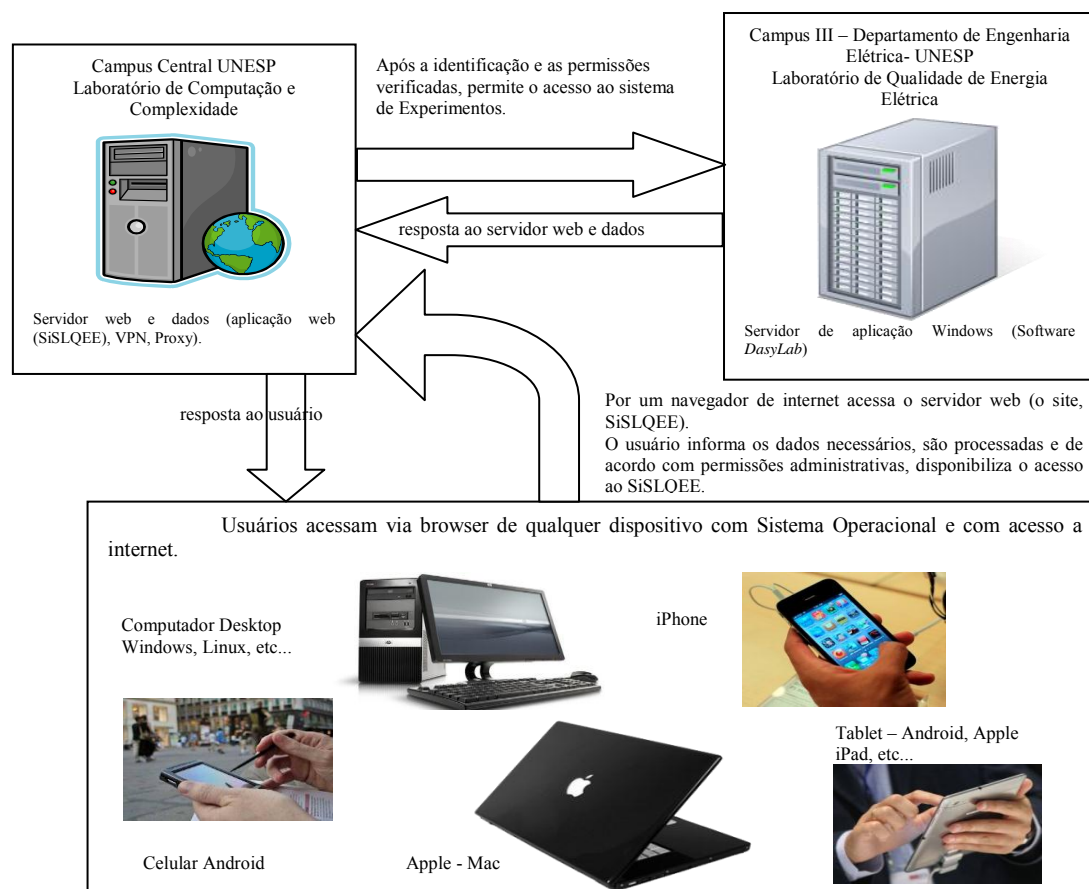 Campus Central UNESP
Laboratório de Computação e
Complexidade
Servidor web e dados (aplicação web
(SiSLQEE), VPN, Proxy).
Após a identificação e as permissões
verificadas, permite o acesso ao sistema
de Experimentos.
resposta ao servidor web e dados
Campus III – Departamento de Engenharia
Elétrica- UNESP
Laboratório de Qualidade de Energia
Elétrica
Servidor de aplicação Windows (Software
DasyLab)
resposta ao usuário
Por um navegador de internet acessa o servidor web (o site,
SiSLQEE).
O usuário informa os dados necessários, são processadas e de
acordo com permissões administrativas, disponibiliza o acesso
ao SiSLQEE.
Usuários acessam via browser de qualquer dispositivo com Sistema Operacional e com acesso a
internet.
Computador Desktop
Windows, Linux, etc...
iPhone
Tablet – Android, Apple
iPad, etc...
Celular Android
Apple - Mac